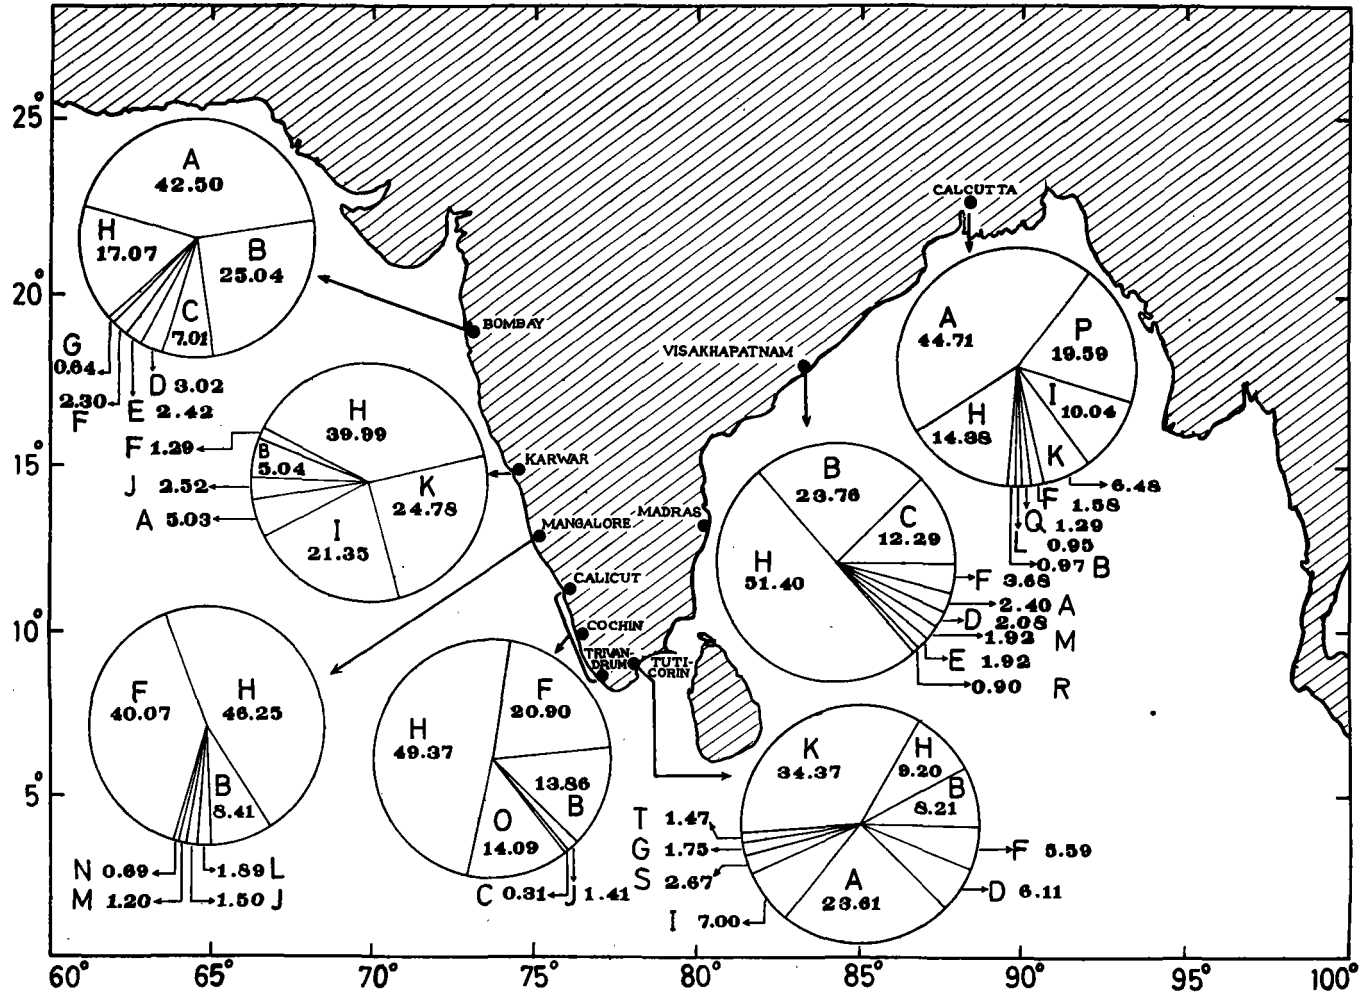 25°
20°
15°
10°
5°
60° 65° 70° 75° 80° 85° 90° 95° 100°
CALCUTTA
BOMBAY
VISAKHAPATNAM
KARWAR
MADRAS
MANGALORE
CALICUT
COCHIN
TRIVAN-
DRUM
TUTI-
CORIN
A
42.50
H
17.07
B
25.04
C
7.01
G
0.64
2.30
F
E 2.42
D 3.02
H
39.99
F 1.29
B
5.04
J 2.52
A 5.03
I
21.35
K
24.78
F
40.07
H
46.25
B
8.41
N 0.69
M 1.20
1.89 L
1.50 J
H
49.37
F
20.90
13.86
B
O
14.09
C 0.31
J 1.41
K
34.37
H
9.20
B
8.21
F 5.59
D 6.11
A
23.61
T 1.47
G 1.75
S 2.67
I 7.00
B
23.76
C
12.29
H
51.40
F 3.68
2.40 A
D 2.08
1.92 M
E 1.92
0.90 R
A
44.71
P
19.59
I
10.04
H
14.38
K
6.48
F 1.58
Q 1.29
L 0.95
0.97 B